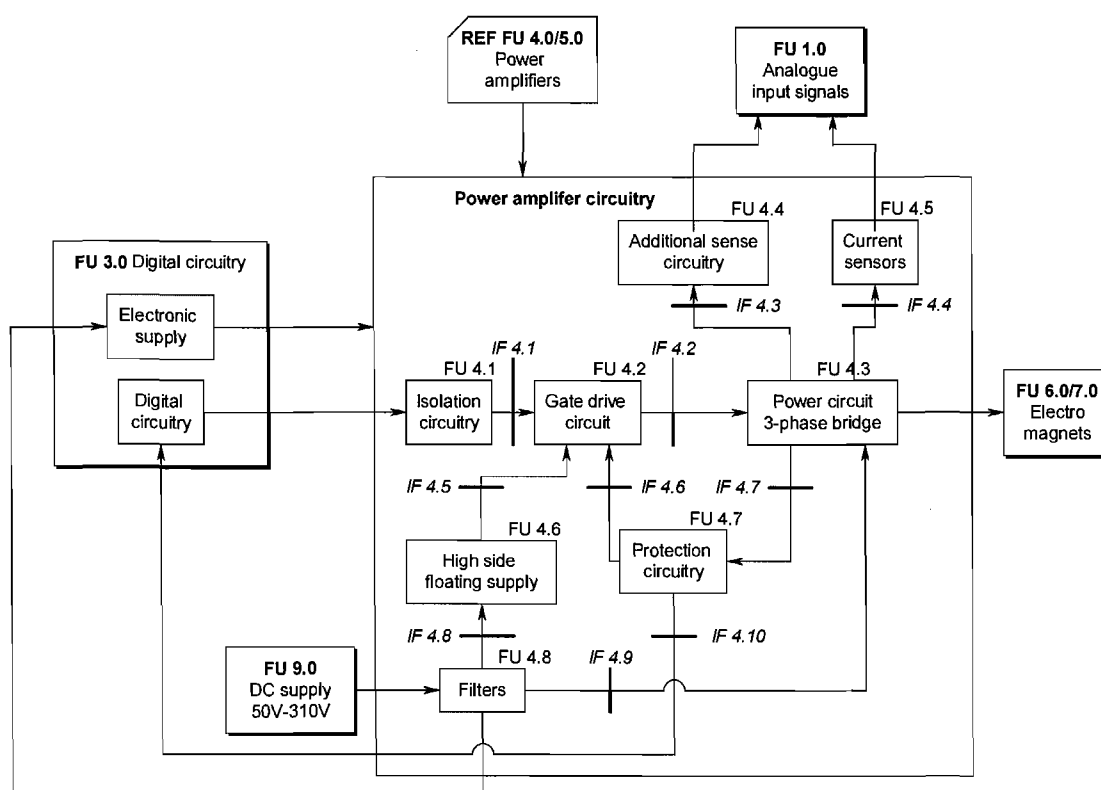 REF FU 4.0/5.0
Power
amplifiers
FU 1.0
Analogue
input signals
Power amplifer circuitry
FU 4.4
Additional sense
circuitry
FU 4.5
Current
sensors
FU 3.0 Digital circuitry
Electronic
supply
Digital
circuitry
IF 4.3
IF 4.4
IF 4.1
IF 4.2
FU 4.1
Isolation
circuitry
FU 4.2
Gate drive
circuit
FU 4.3
Power circuit
3-phase bridge
FU 6.0/7.0
Electro
magnets
IF 4.5
IF 4.6
IF 4.7
FU 4.6
High side
floating supply
FU 4.7
Protection
circuitry
IF 4.8
IF 4.10
FU 9.0
DC supply
50V-310V
FU 4.8
Filters
IF 4.9